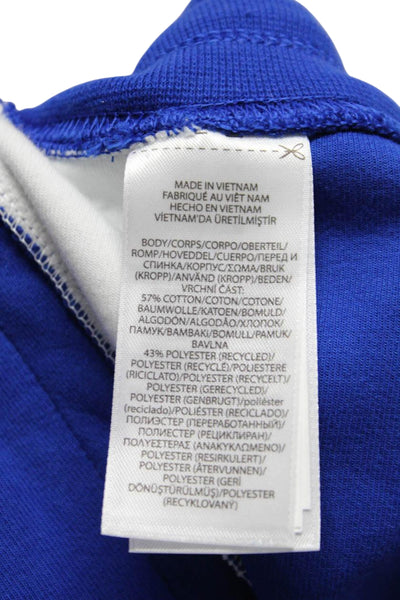 MADE IN VIETNAM
FABRIQUÉ AU VIÊT NAM
HECHO EN VIETNAM
VİETNAM'DA ÜRETİLMİŞTİR
BODY/CORPS/CORPO/OBERTEIL/
ROMP/HOVEDDEL/CUERPO/ПЕРЕД И
СПИНКА/КОРПУС/ΣΩΜΑ/BRUK
(KROPP)/ANVÄND (KROPP)/BEDEN/
VRCHNÍ ČÁST:
57% COTTON/COTON/COTONE/
BAUMWOLLE/KATOEN/BOMULD/
ALGODÓN/ALGODÃO/ХЛОПОК/
ПАМУК/ΒΑΜΒΑΚΙ/BOMULL/PAMUK/
BAVLNA
43% POLYESTER (RECYCLED)/
POLYESTER (RECYCLÉ)/POLIESTERE
(RICICLATO)/POLYESTER (RECYCELT)/
POLYESTER (GERECYCLED)/
POLYESTER (GENBRUGT)/poliéster
(reciclado)/POLIÉSTER (RECICLADO)/
ПОЛИЭСТЕР (ПЕРЕРАБОТАННЫЙ)/
ПОЛИЕСТЕР (РЕЦИКЛИРАН)/
ΠΟΛΥΕΣΤΕΡΑΣ (ΑΝΑΚΥΚΛΩΜΕΝΟ)/
POLYESTER (RESIRKULERT)/
POLYESTER (ÅTERVUNNEN)/
POLYESTER (GERİ
DÖNÜŞTÜRÜLMÜŞ)/POLYESTER
(RECYKLOVANÝ)